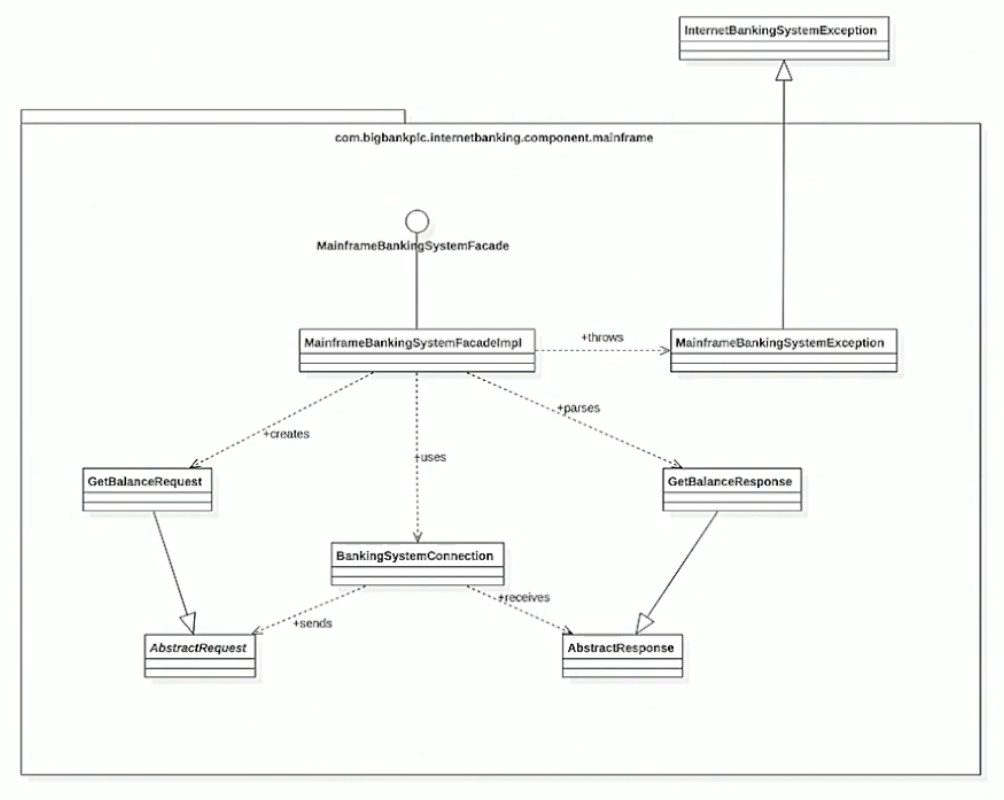 InternetBankingSystemException
com.bigbankplc.internetbanking.component.mainframe
MainframeBankingSystemFacade
MainframeBankingSystemFacadeImpl
+throws
MainframeBankingSystemException
+parses
+creates
+uses
GetBalanceRequest
GetBalanceResponse
BankingSystemConnection
+receives
+sends
AbstractRequest
AbstractResponse